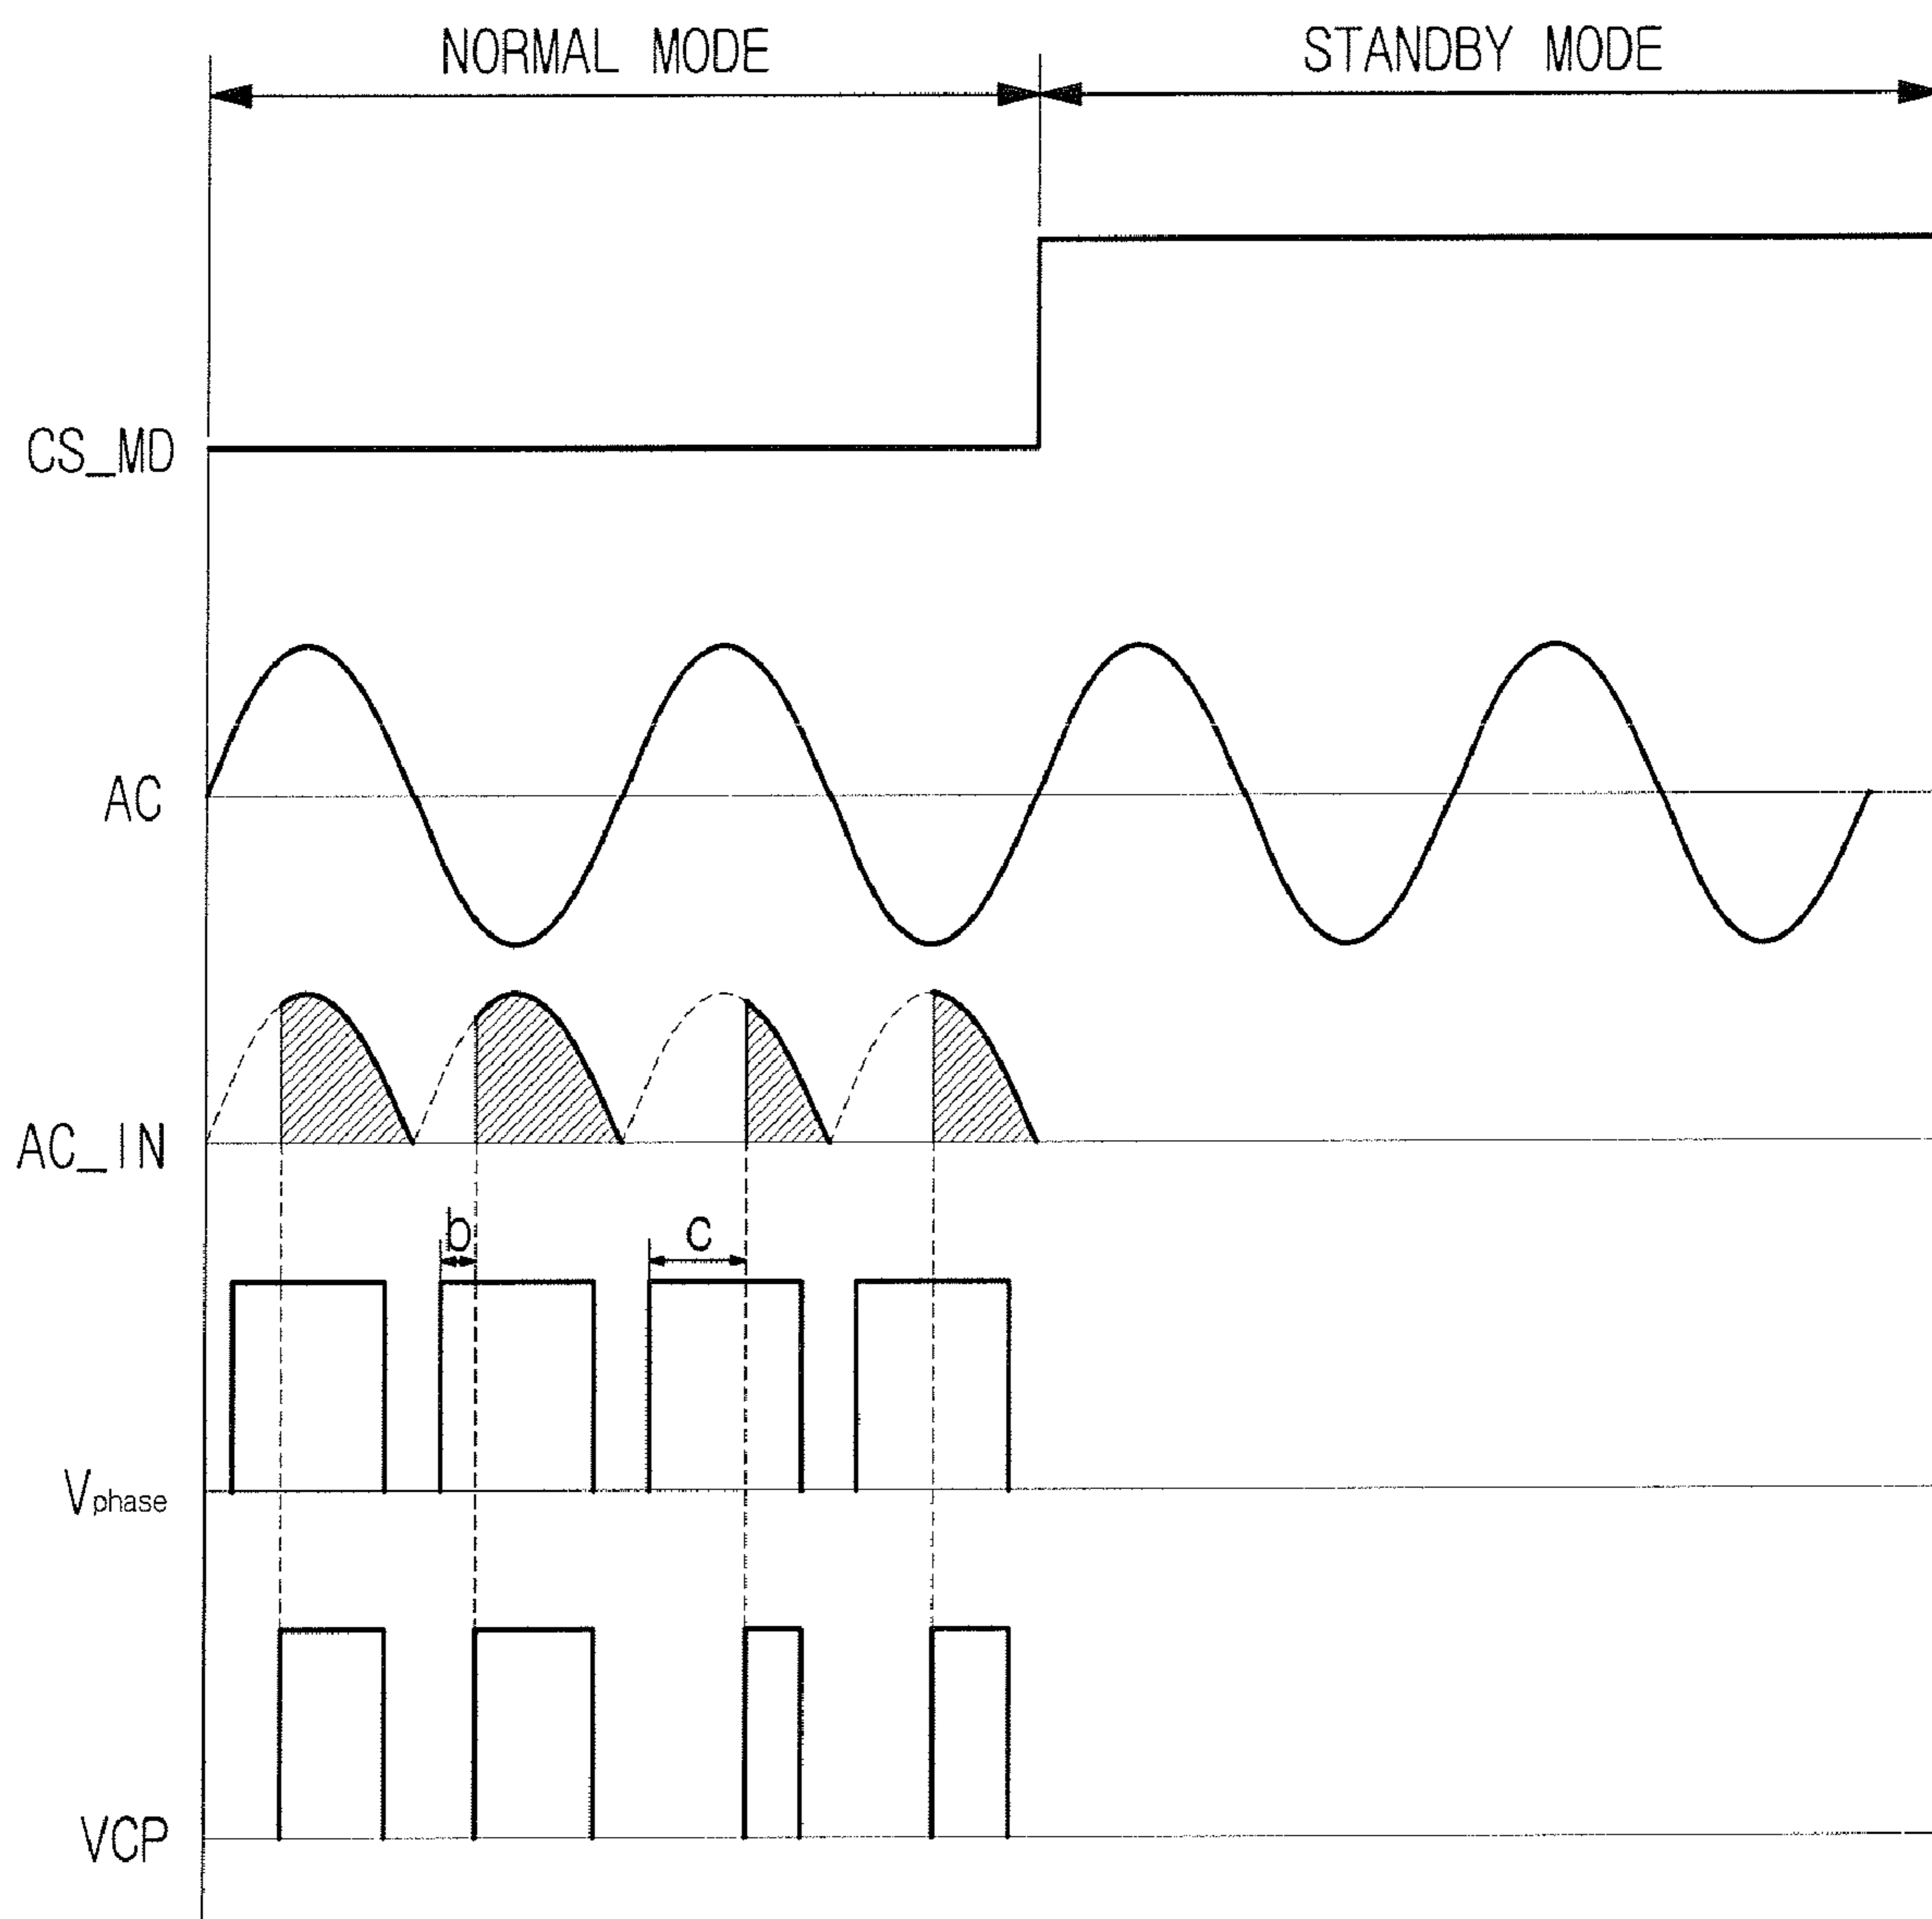 NORMAL MODE
STANDBY MODE
CS_MD
AC
AC_IN
b
c
Vphase
VCP